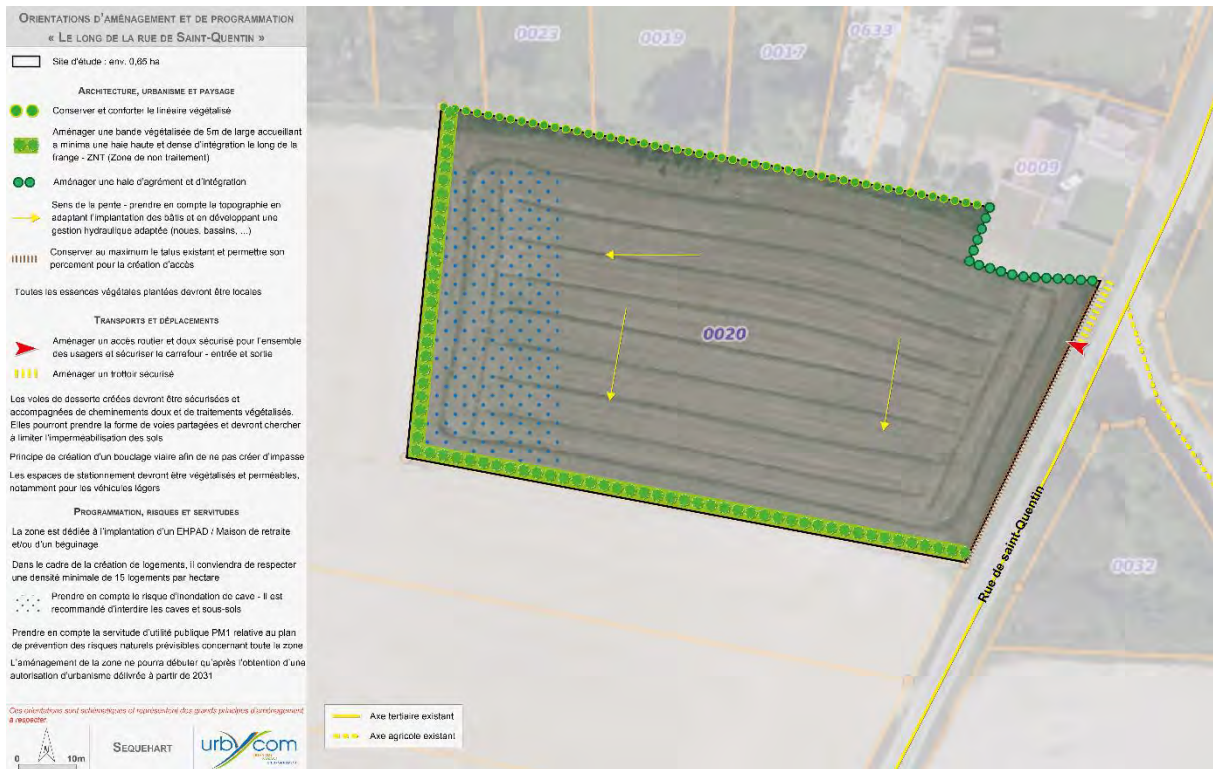 ORIENTATIONS D'AMÉNAGEMENT ET DE PROGRAMMATION
« LE LONG DE LA RUE DE SAINT-QUENTIN »
Site d'étude : env. 0,65 ha
ARCHITECTURE, URBANISME ET PAYSAGE
Conserver et conforter le linéaire végétalisé
Aménager une bande végétalisée de 5m de large accueillant
a minima une haie haute et dense d'intégration le long de la
frange - ZNT (Zone de non traitement)
Aménager une haie d'agrément et d'intégration
Sens de la pente - prendre en compte la topographie en
adaptant l'implantation des bâtis et en développant une
gestion hydraulique adaptée (noues, bassins, ...)
Conserver au maximum le talus existant et permettre son
percement pour la création d'accès
Toutes les essences végétales plantées devront être locales
TRANSPORTS ET DÉPLACEMENTS
Aménager un accès routier et doux sécurisé pour l'ensemble
des usagers et sécuriser le carrefour - entrée et sortie
Aménager un trottoir sécurisé
Les voies de desserte créées devront être sécurisées et
accompagnées de cheminements doux et de traitements végétalisés.
Elles pourront prendre la forme de voies partagées et devront chercher
à limiter l'imperméabilisation des sols
Principe de création d'un bouclage viaire afin de ne pas créer d'impasse
Les espaces de stationnement devront être végétalisés et perméables,
notamment pour les véhicules légers
PROGRAMMATION, RISQUES ET SERVITUDES
La zone est dédiée à l'implantation d'un EHPAD / Maison de retraite
et/ou d'un béguinage
Dans le cadre de la création de logements, il conviendra de respecter
une densité minimale de 15 logements par hectare
Prendre en compte le risque d'inondation de cave - Il est
recommandé d'interdire les caves et sous-sols
Prendre en compte la servitude d'utilité publique PM1 relative au plan
de prévention des risques naturels prévisibles concernant toute la zone
L'aménagement de la zone ne pourra débuter qu'après l'obtention d'une
autorisation d'urbanisme délivrée à partir de 2031
Ces orientations sont schématiques et représentent des grands principes d'aménagement
à respecter.
N
0 10m
SEQUEHART
urbycom
0023
0019
0017
0633
0009
0020
0032
Rue de saint-Quentin
Axe tertiaire existant
Axe agricole existant